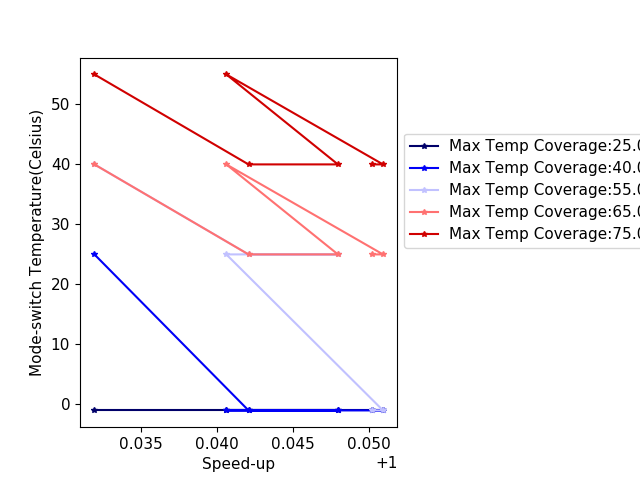 Mode-switch Temperature(Celsius)
50
40
30
20
10
0
0.035 0.040 0.045 0.050
+1
Speed-up
Max Temp Coverage:25.0
Max Temp Coverage:40.0
Max Temp Coverage:55.0
Max Temp Coverage:65.0
Max Temp Coverage:75.0